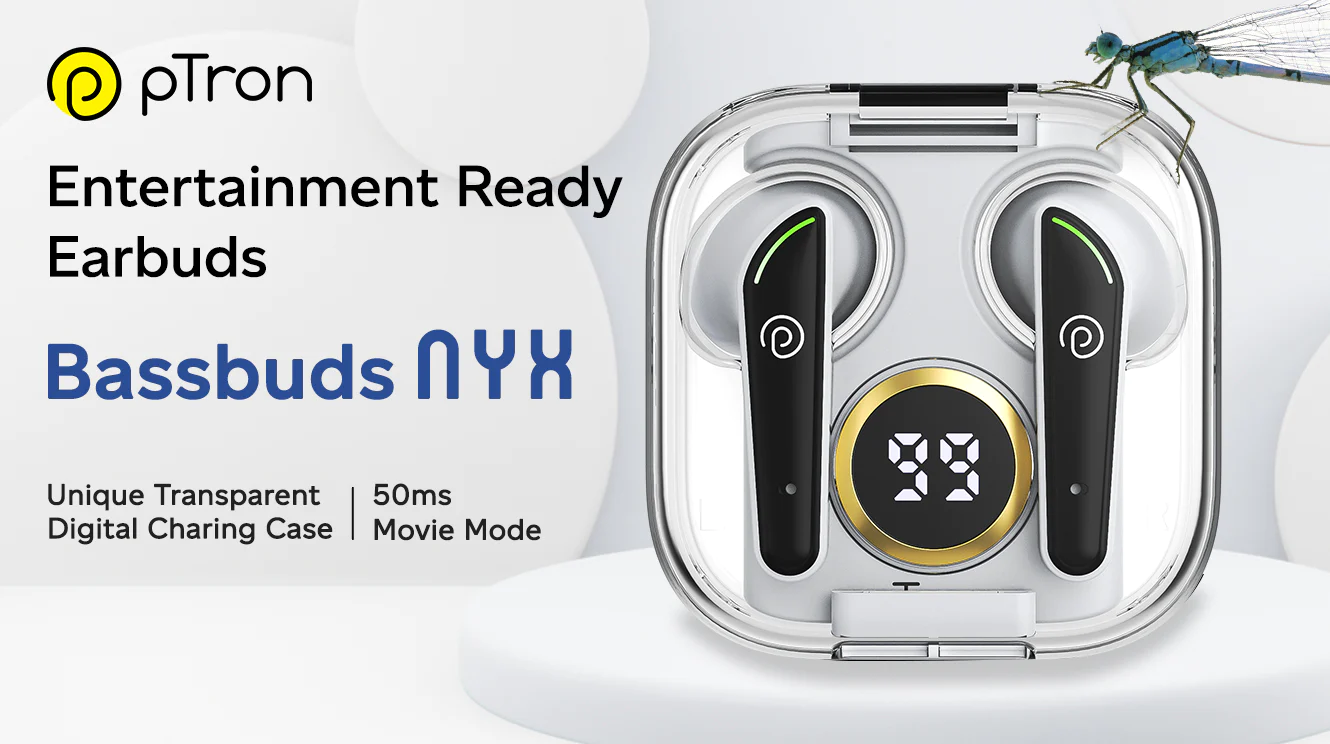 pTron
Entertainment Ready
Earbuds
Bassbuds NYX
Unique Transparent
Digital Charing Case
50ms
Movie Mode
99
L
R